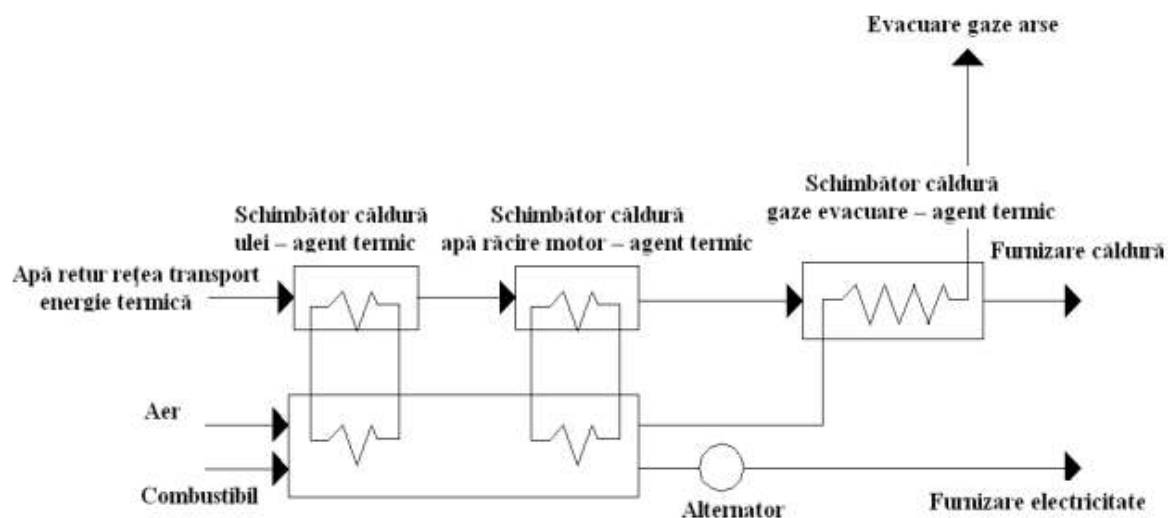 Evacuare gaze arse
Schimbător căldură
gaze evacuare – agent termic
Schimbător căldură
ulei – agent termic
Schimbător căldură
apă răcire motor – agent termic
Furnizare căldură
Apă retur rețea transport
energie termică
Aer
Combustibil
Alternator
Furnizare electricitate